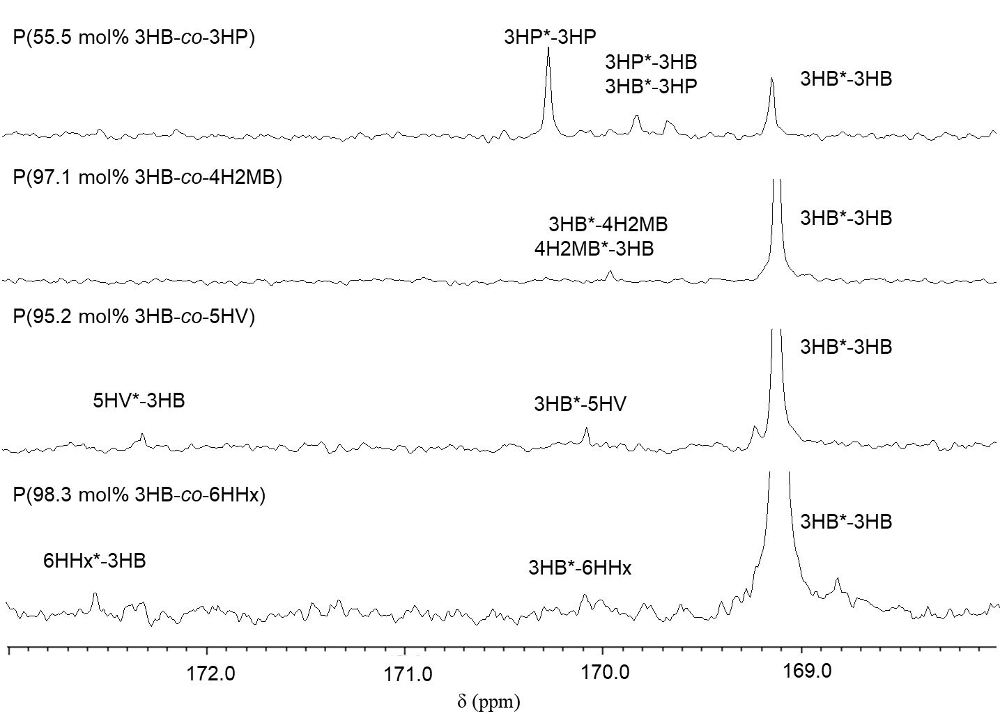 P(55.5 mol% 3HB-co-3HP)
3HP*-3HP
3HP*-3HB
3HB*-3HP
3HB*-3HB
P(97.1 mol% 3HB-co-4H2MB)
3HB*-4H2MB
4H2MB*-3HB
3HB*-3HB
P(95.2 mol% 3HB-co-5HV)
5HV*-3HB
3HB*-5HV
3HB*-3HB
P(98.3 mol% 3HB-co-6HHx)
6HHx*-3HB
3HB*-6HHx
3HB*-3HB
172.0 171.0 170.0 169.0
δ (ppm)